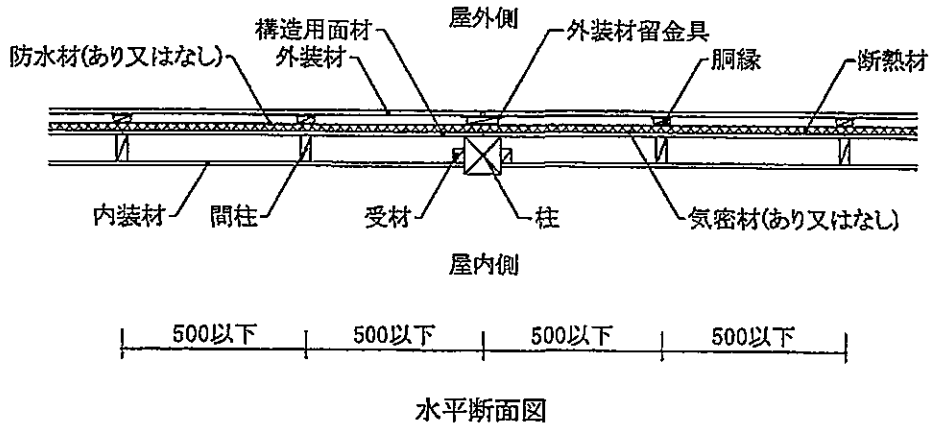 屋外側
構造用面材
外装材留金具
防水材(あり又はなし)
外装材
胴縁
断熱材
内装材
間柱
受材
柱
気密材(あり又はなし)
屋内側
500以下
500以下
500以下
500以下
水平断面図